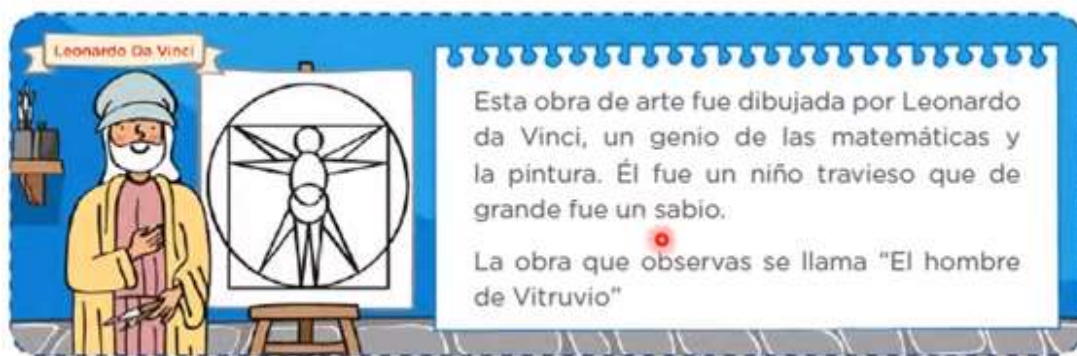 Leonardo Da Vinci
Esta obra de arte fue dibujada por Leonardo
da Vinci, un genio de las matemáticas y
la pintura. Él fue un niño travieso que de
grande fue un sabio.
La obra que observas se llama "El hombre
de Vitruvio"